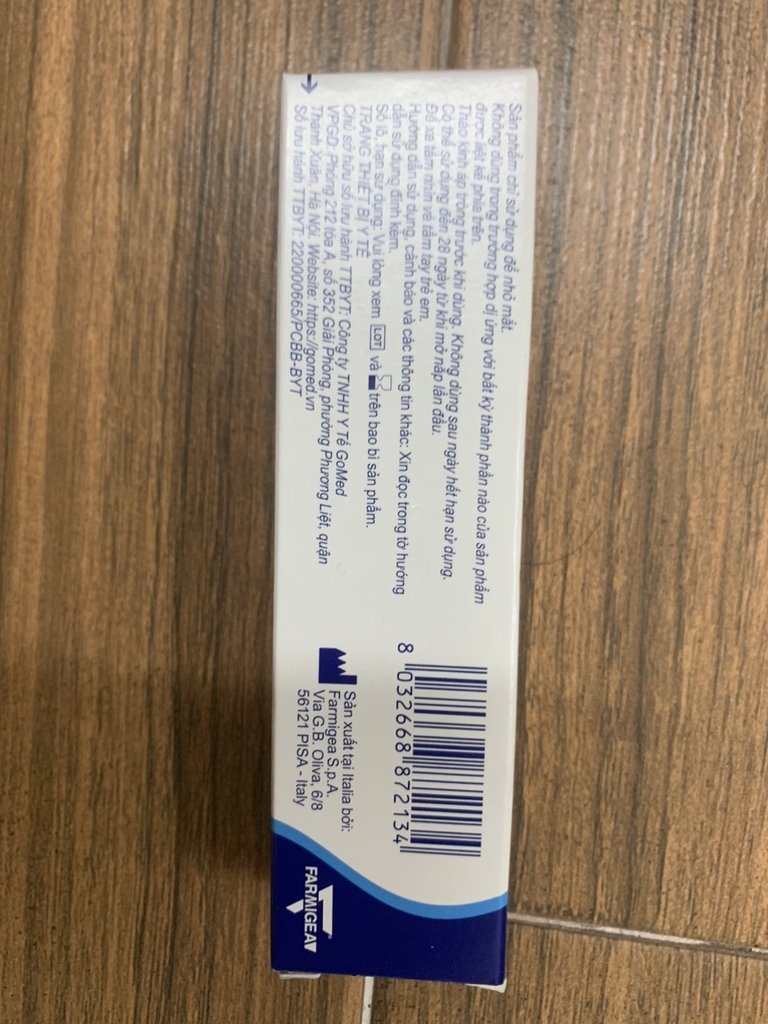 Sản phẩm chỉ sử dụng để nhỏ mắt.
Không dùng trong trường hợp dị ứng với bất kỳ thành phần nào của sản phẩm
được liệt kê phía trên.
Tháo kính áp tròng trước khi dùng. Không dùng sau ngày hết hạn sử dụng.
Có thể sử dụng đến 28 ngày từ khi mở nắp lần đầu.
Để xa tầm nhìn và tầm tay trẻ em.
Hướng dẫn sử dụng, cảnh báo và các thông tin khác: Xin đọc trong tờ hướng
dẫn sử dụng đính kèm.
Số lô, hạn sử dụng: Vui lòng xem LOT và trên bao bì sản phẩm.
TRANG THIẾT BỊ Y TẾ
Chủ sở hữu số lưu hành TTBYT: Công ty TNHH Y Tế GoMed
VPGD: Phòng 212 tòa A, số 352 Giải Phóng, phường Phương Liệt, quận
Thanh Xuân, Hà Nội. Website: https://gomed.vn
Số lưu hành TTBYT: 220000665/PCBB-BYT
8 032668 872134
Sản xuất tại Italia bởi:
Farmigea S.p.A.
Via G.B. Oliva, 6/8
56121 PISA - Italy
FARMIGEA